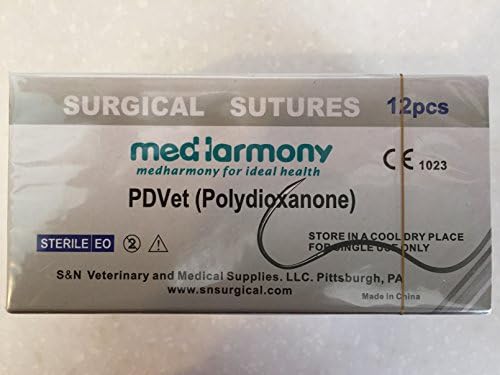 SURGICAL SUTURES 12pcs
medharmony
medharmony for ideal health
CE 1023
PDVet (Polydioxanone)
STORE IN A COOL DRY PLACE
FOR SINGLE USE ONLY
STERILE EO 2
S&N Veterinary and Medical Supplies. LLC. Pittsburgh, PA
www.snsurgical.com
Made in China